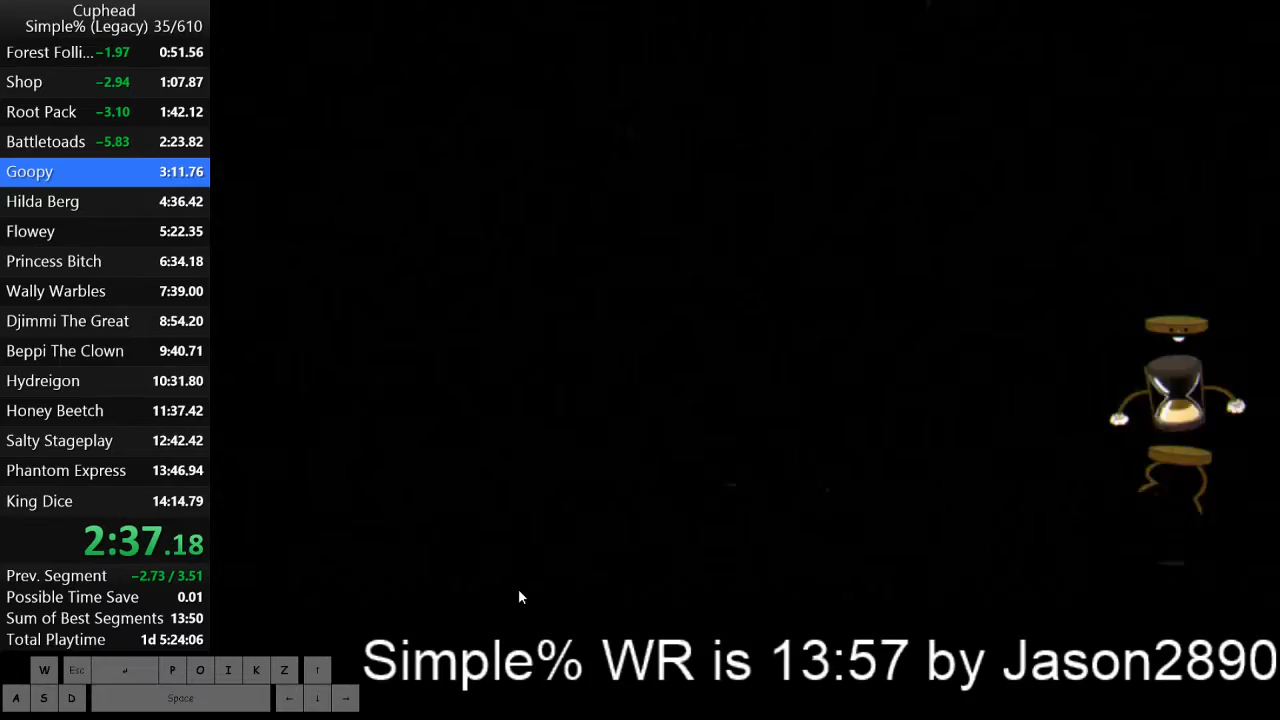 Cuphead
Simple% (Legacy) 35/610
Forest Folli... −1.97 0:51.56
Shop −2.94 1:07.87
Root Pack −3.10 1:42.12
Battletoads −5.83 2:23.82
Goopy 3:11.76
Hilda Berg 4:36.42
Flowey 5:22.35
Princess Bitch 6:34.18
Wally Warbles 7:39.00
Djimmi The Great 8:54.20
Beppi The Clown 9:40.71
Hydreigon 10:31.80
Honey Beetch 11:37.42
Salty Stageplay 12:42.42
Phantom Express 13:46.94
King Dice 14:14.79
2:37.18
Prev. Segment −2.73 / 3.51
Possible Time Save 0.01
Sum of Best Segments 13:50
Total Playtime 1d 5:24:06
W Esc ↵ P O I K Z ↑
A S D Space ← ↓ →
Simple% WR is 13:57 by Jason2890